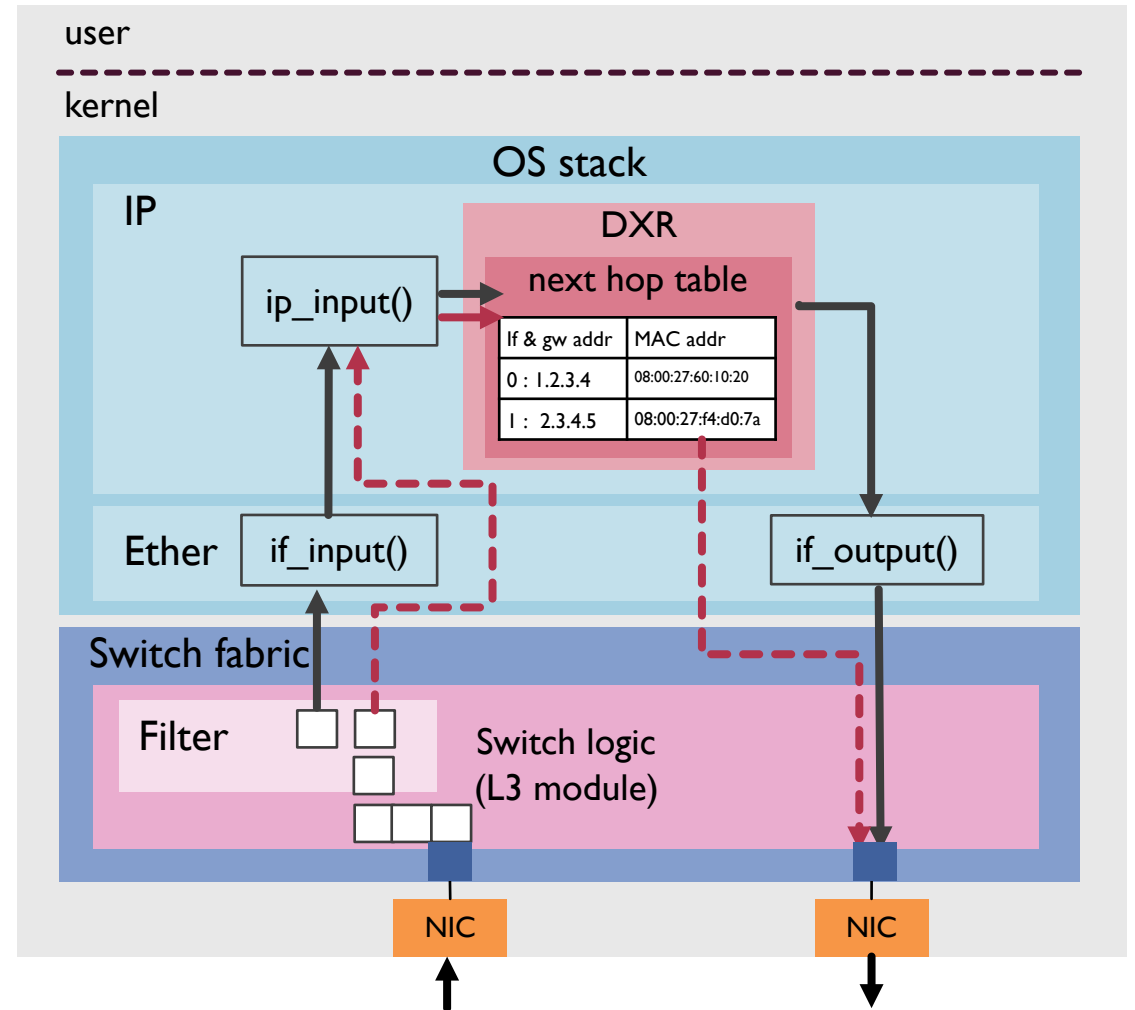 user
kernel
OS stack
IP
DXR
next hop table
ip_input()
If & gw addr MAC addr
0 : 1.2.3.4 08:00:27:60:10:20
1 : 2.3.4.5 08:00:27:f4:d0:7a
Ether
if_input()
if_output()
Switch fabric
Filter
Switch logic
(L3 module)
NIC
NIC